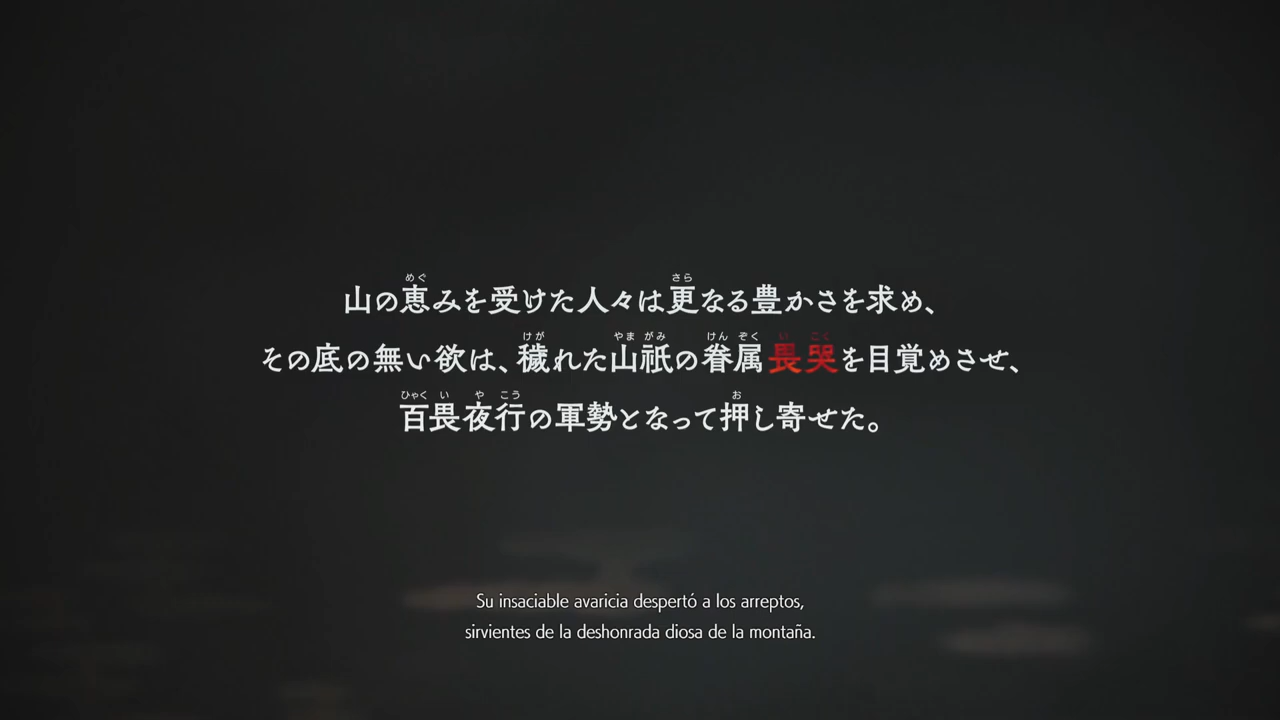 山の恵みを受けた人々は更なる豊かさを求め、
その底の無い欲は、穢れた山祇の眷属畏哭を目覚めさせ、
百畏夜行の軍勢となって押し寄せた。
Su insaciable avaricia despertó a los arreptos,
sirvientes de la deshonrada diosa de la montaña.